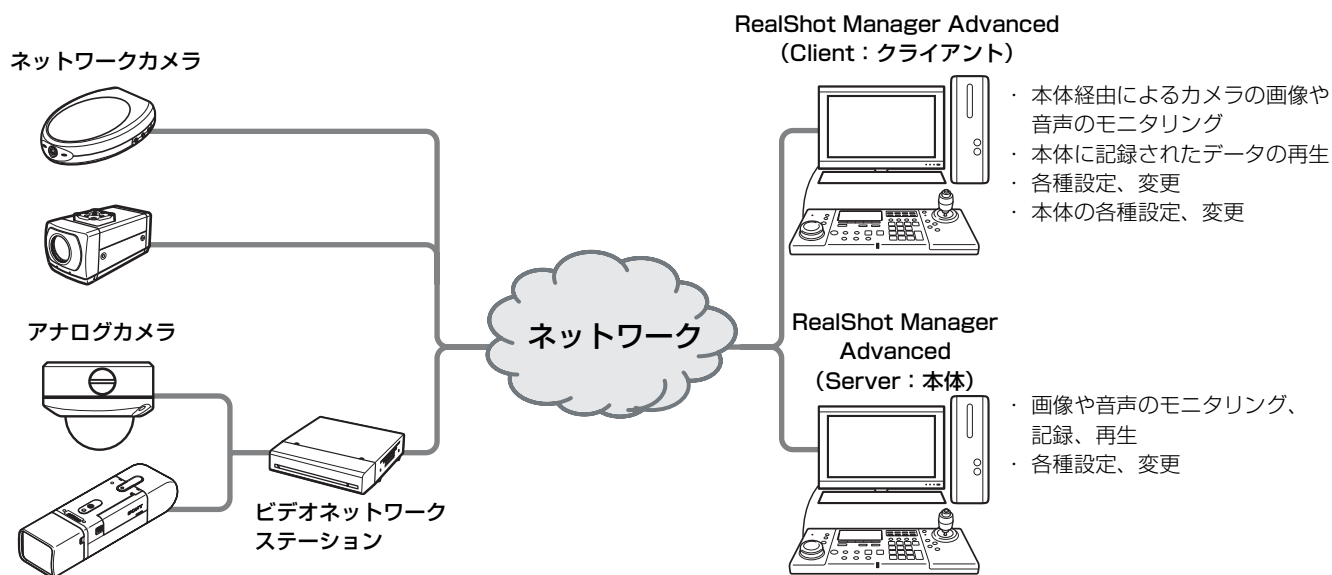 ネットワークカメラ
アナログカメラ
ビデオネットワーク
ステーション
ネットワーク
RealShot Manager Advanced
（Client：クライアント）
· 本体経由によるカメラの画像や
音声のモニタリング
· 本体に記録されたデータの再生
· 各種設定、変更
· 本体の各種設定、変更
RealShot Manager
Advanced
（Server：本体）
· 画像や音声のモニタリング、
記録、再生
· 各種設定、変更
SONY